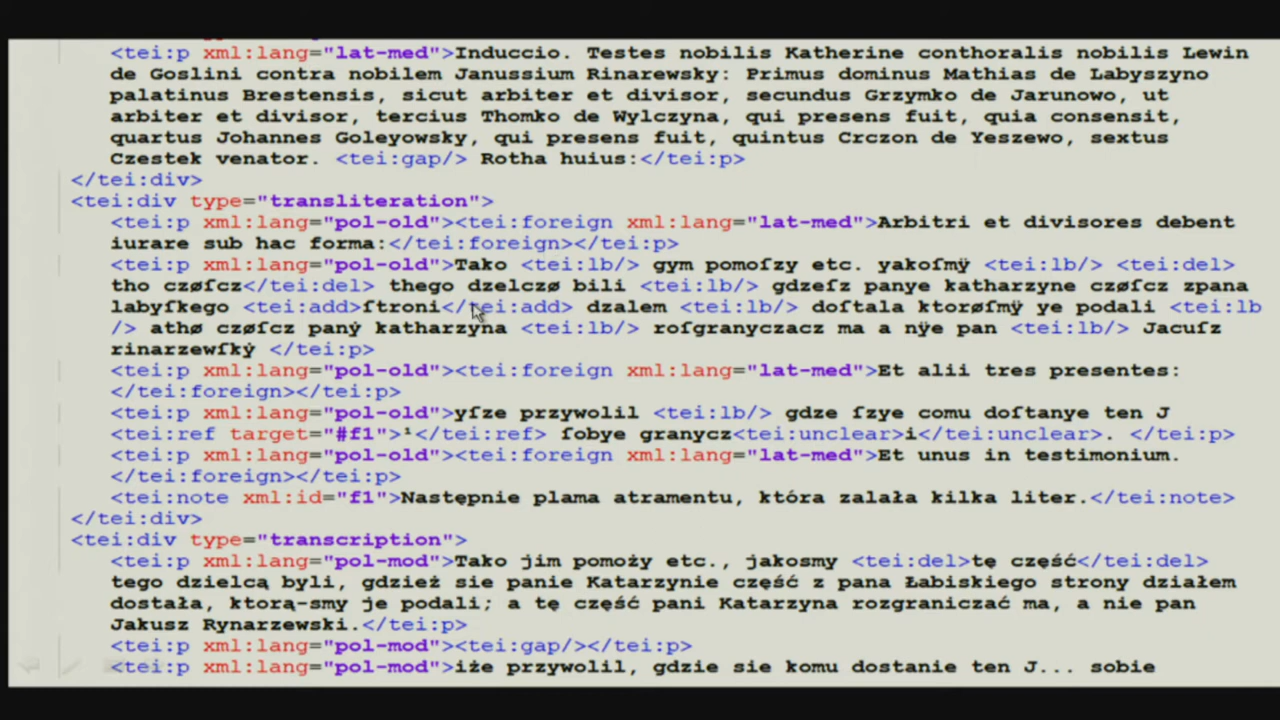 <tei:p xml:lang="lat-med">Induccio. Testes nobilis Katherine conthoralis nobilis Lewin
de Goslini contra nobilem Janussium Rinarewsky: Primus dominus Mathias de Labyszyno
palatinus Brestensis, sicut arbiter et divisor, secundus Grzymko de Jarunowo, ut
arbiter et divisor, tercius Thomko de Wylczyna, qui presens fuit, quia consensit,
quartus Johannes Goleyowsky, qui presens fuit, quintus Crczon de Yeszewo, sextus
Czestek venator. <tei:gap/> Rotha huius:</tei:p>
</tei:div>
<tei:div type="transliteration">
<tei:p xml:lang="pol-old"><tei:foreign xml:lang="lat-med">Arbitri et divisores debent
iurare sub hac forma:</tei:foreign></tei:p>
<tei:p xml:lang="pol-old">Tako <tei:lb/> gym pomoſzy etc. yakoſmÿ <tei:lb/> <tei:del>
tho czøſcz</tei:del> thego dzelczø bili <tei:lb/> gdzeſz panye katharzyne czøſcz zpana
labyſkego <tei:add>ſtroni</tei:add> dzalem <tei:lb/> doſtala ktorøſmÿ ye podali <tei:lb
/> athø czøſcz panẏ katharzyna <tei:lb/> roſgranyczacz ma a nÿe pan <tei:lb/> Jacuſz
rinarzewſkẏ </tei:p>
<tei:p xml:lang="pol-old"><tei:foreign xml:lang="lat-med">Et alii tres presentes:
</tei:foreign></tei:p>
<tei:p xml:lang="pol-old">yſze przywolil <tei:lb/> gdze ſzye comu doſtanye ten J
<tei:ref target="#f1">¹</tei:ref> ſobye granycz<tei:unclear>i</tei:unclear>. </tei:p>
<tei:p xml:lang="pol-old"><tei:foreign xml:lang="lat-med">Et unus in testimonium.
</tei:foreign></tei:p>
<tei:note xml:id="f1">Następnie plama atramentu, która zalała kilka liter.</tei:note>
</tei:div>
<tei:div type="transcription">
<tei:p xml:lang="pol-mod">Tako jim pomoży etc., jakosmy <tei:del>tę część</tei:del>
tego dzielcą byli, gdzież sie panie Katarzynie część z pana Łabiskiego strony działem
dostała, ktorą-smy je podali; a tę część pani Katarzyna rozgraniczać ma, a nie pan
Jakusz Rynarzewski.</tei:p>
<tei:p xml:lang="pol-mod"><tei:gap/></tei:p>
<tei:p xml:lang="pol-mod">iże przywolił, gdzie sie komu dostanie ten J... sobie